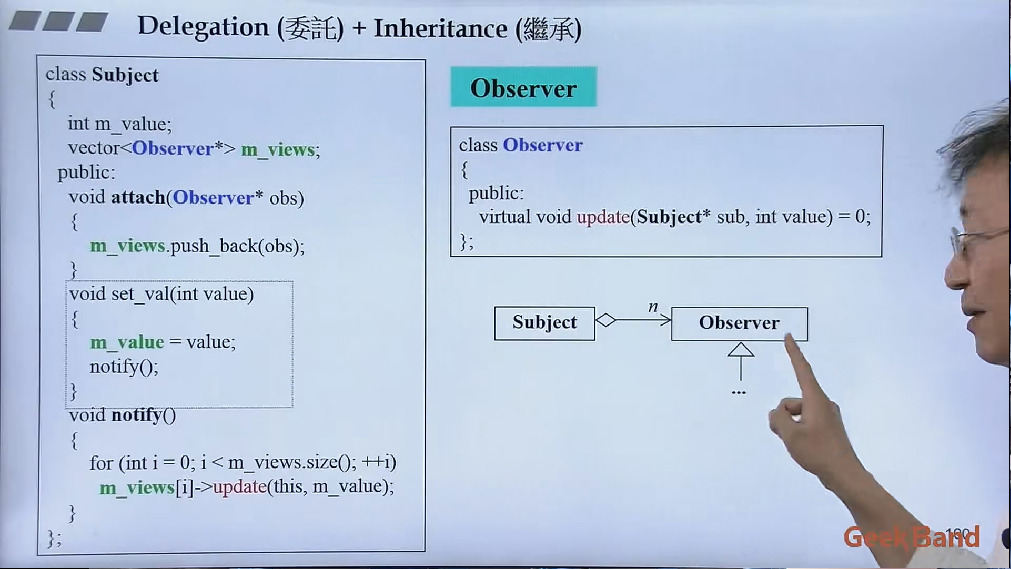 Delegation (委託) + Inheritance (繼承)
class Subject
{
int m_value;
vector<Observer*> m_views;
public:
void attach(Observer* obs)
{
m_views.push_back(obs);
}
void set_val(int value)
{
m_value = value;
notify();
}
void notify()
{
for (int i = 0; i < m_views.size(); ++i)
m_views[i]->update(this, m_value);
}
};
Observer
class Observer
{
public:
virtual void update(Subject* sub, int value) = 0;
};
Subject
n
Observer
...
GeekBand